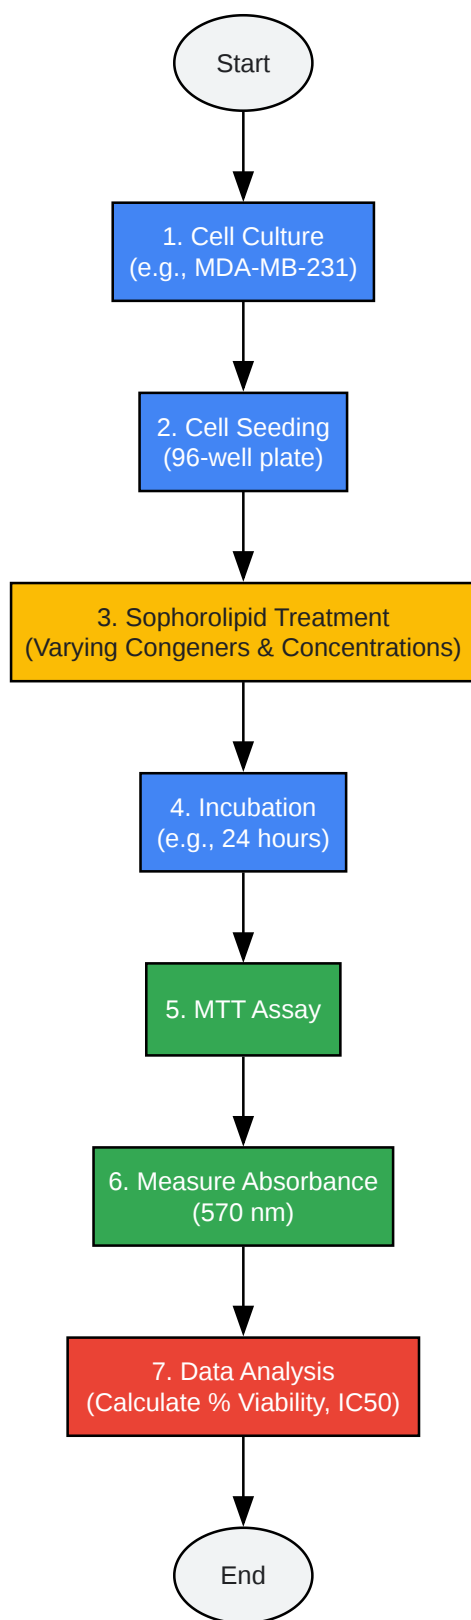 Start
1. Cell Culture
(e.g., MDA-MB-231)
2. Cell Seeding
(96-well plate)
3. Sophorolipid Treatment
(Varying Congeners & Concentrations)
4. Incubation
(e.g., 24 hours)
5. MTT Assay
6. Measure Absorbance
(570 nm)
7. Data Analysis
(Calculate % Viability, IC50)
End